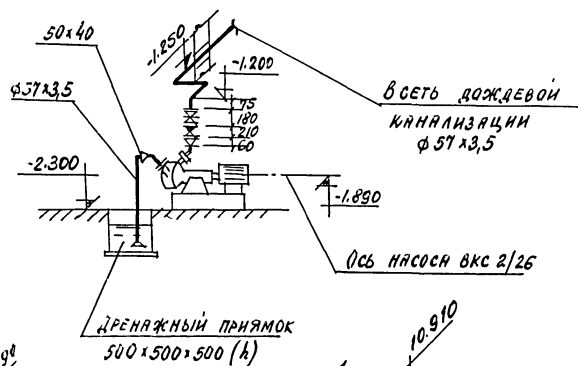 50x40
-1.250
-1.200
ф57x3,5
75
180
210
60
В СЕТЬ ДОЖДЕВОЙ
КАНАЛИЗАЦИИ
ф57x3,5
-2.300
-1.890
ОСЬ НАСОСА ВКС 2/26
ДРЕНАЖНЫЙ ПРИЯМОК
500x500x500 (h)
10.910